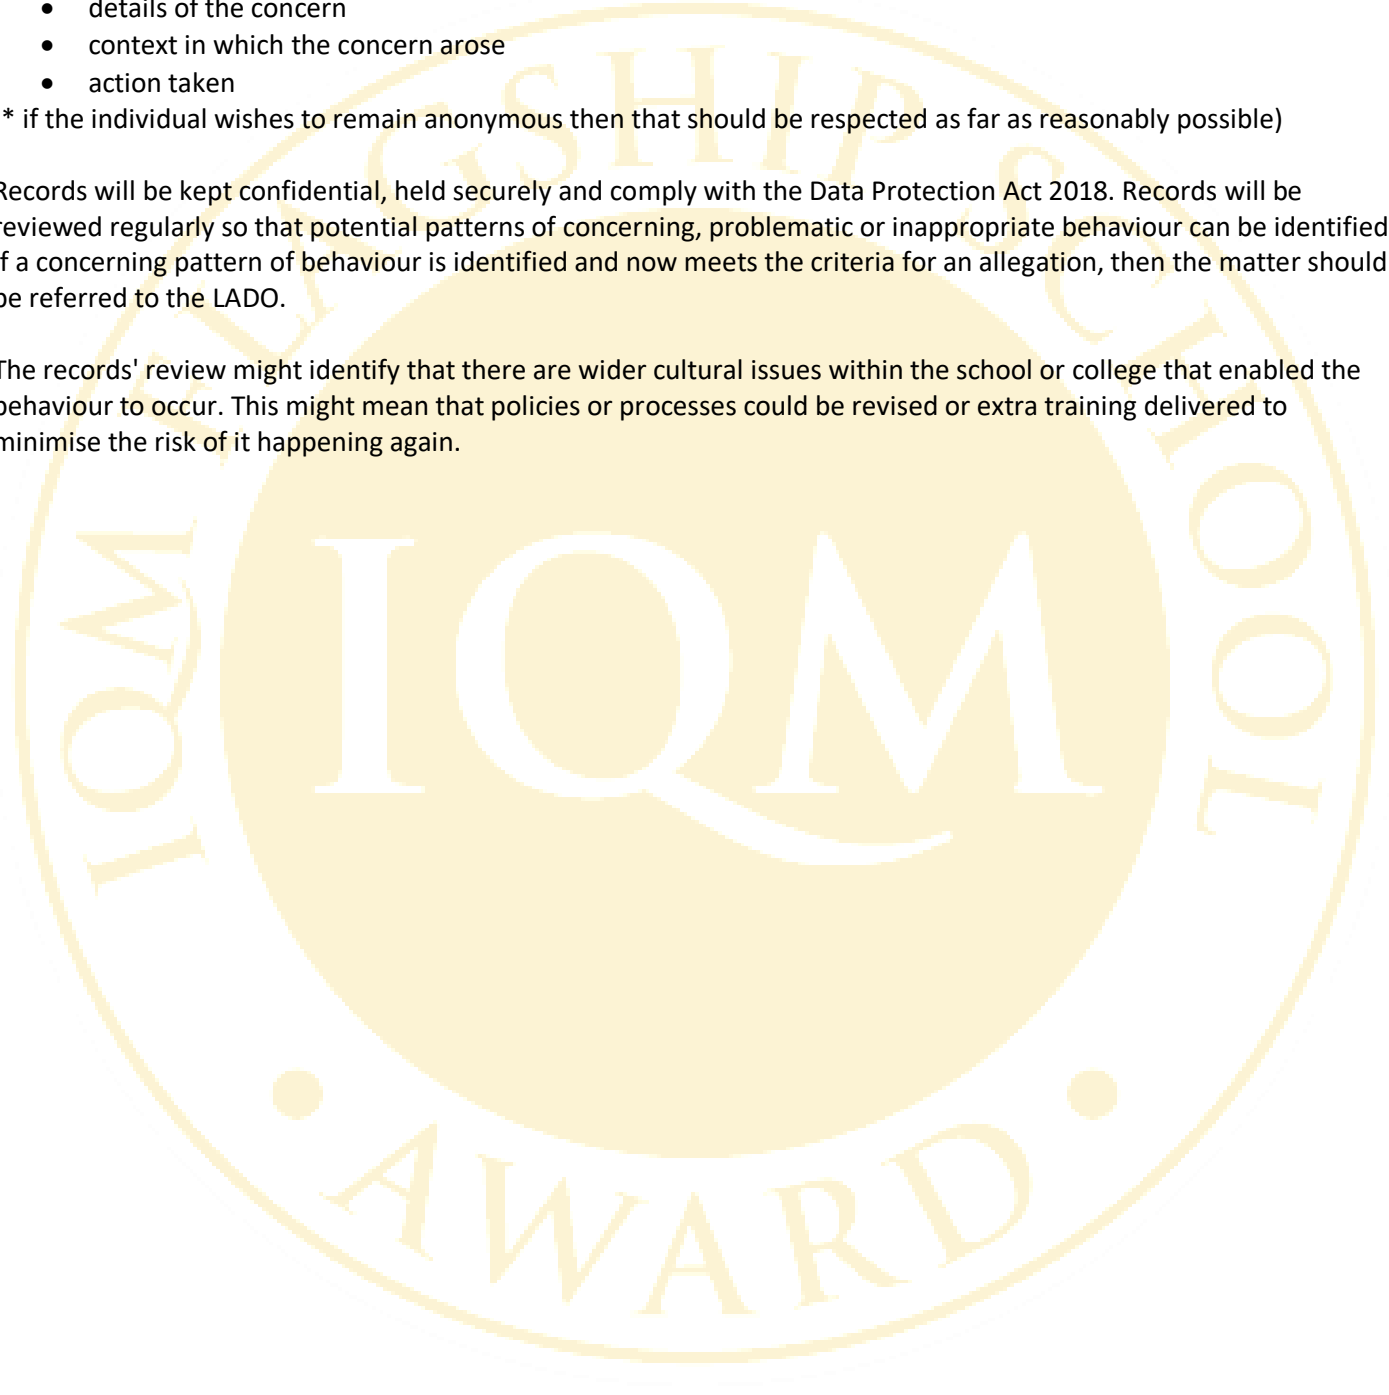 • details of the concern
• context in which the concern arose
• action taken
* if the individual wishes to remain anonymous then that should be respected as far as reasonably possible)
Records will be kept confidential, held securely and comply with the Data Protection Act 2018. Records will be
reviewed regularly so that potential patterns of concerning, problematic or inappropriate behaviour can be identified
If a concerning pattern of behaviour is identified and now meets the criteria for an allegation, then the matter should
be referred to the LADO.
The records' review might identify that there are wider cultural issues within the school or college that enabled the
behaviour to occur. This might mean that policies or processes could be revised or extra training delivered to
minimise the risk of it happening again.
IQM FLAGSHIP SCHOOL
IQM
• AWARD •